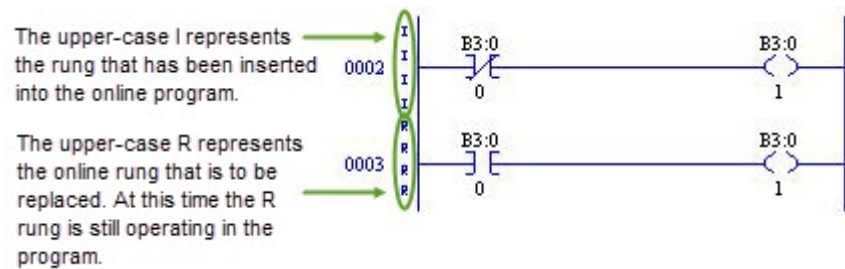 The upper-case I represents
the rung that has been inserted
into the online program.
The upper-case R represents
the online rung that is to be
replaced. At this time the R
rung is still operating in the
program.
I
I
I
I
0002
B3:0
0
B3:0
1
R
R
R
R
0003
B3:0
0
B3:0
1